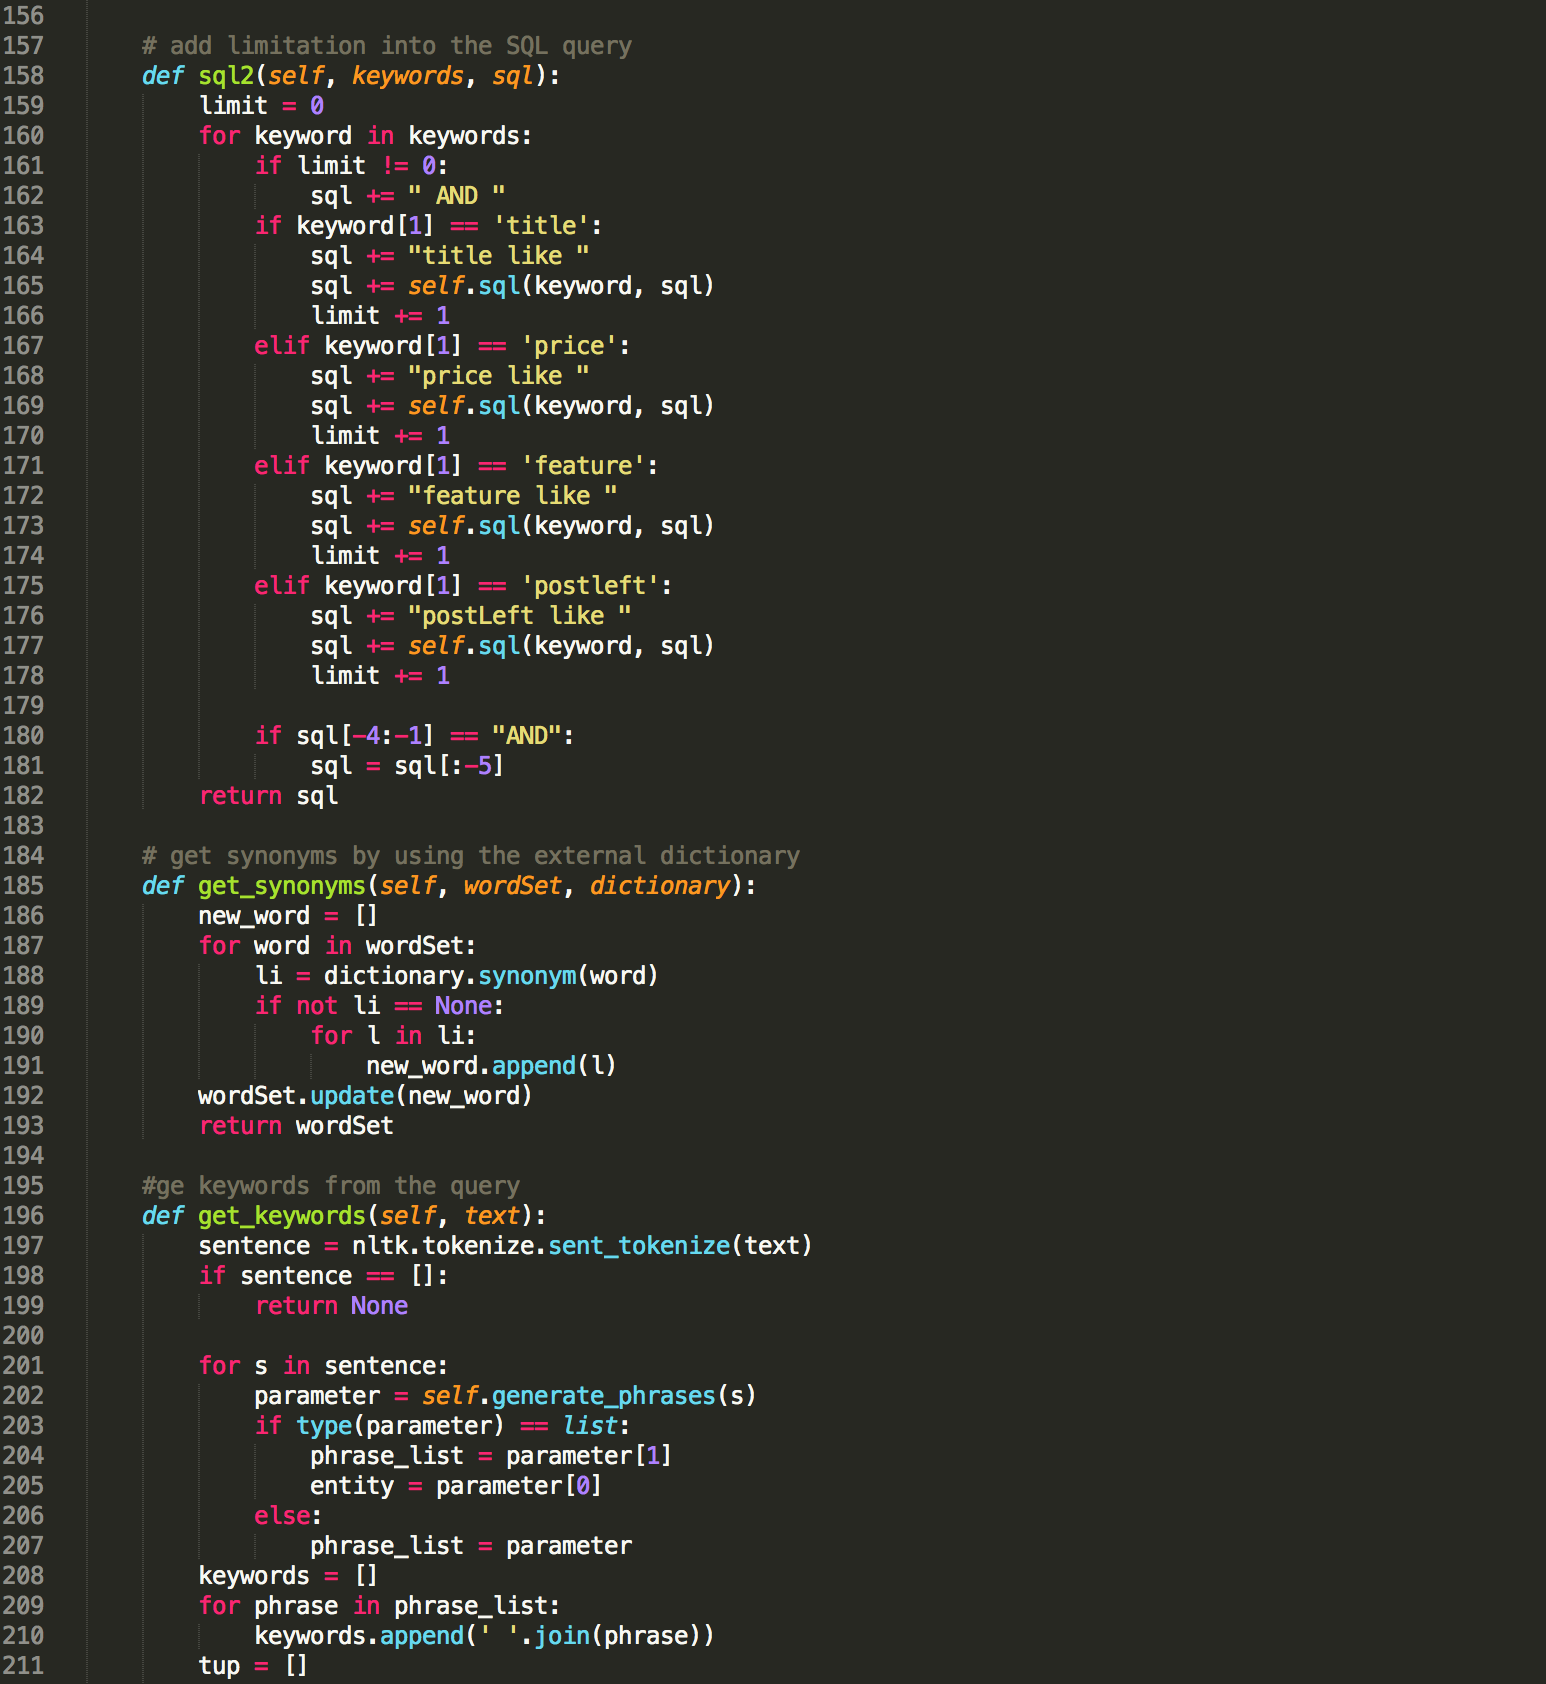 156
157 # add limitation into the SQL query
158 def sql2(self, keywords, sql):
159 limit = 0
160 for keyword in keywords:
161 if limit != 0:
162 sql += " AND "
163 if keyword[1] == 'title':
164 sql += "title like "
165 sql += self.sql(keyword, sql)
166 limit += 1
167 elif keyword[1] == 'price':
168 sql += "price like "
169 sql += self.sql(keyword, sql)
170 limit += 1
171 elif keyword[1] == 'feature':
172 sql += "feature like "
173 sql += self.sql(keyword, sql)
174 limit += 1
175 elif keyword[1] == 'postleft':
176 sql += "postLeft like "
177 sql += self.sql(keyword, sql)
178 limit += 1
179
180 if sql[-4:-1] == "AND":
181 sql = sql[:-5]
182 return sql
183
184 # get synonyms by using the external dictionary
185 def get_synonyms(self, wordSet, dictionary):
186 new_word = []
187 for word in wordSet:
188 li = dictionary.synonym(word)
189 if not li == None:
190 for l in li:
191 new_word.append(l)
192 wordSet.update(new_word)
193 return wordSet
194
195 #ge keywords from the query
196 def get_keywords(self, text):
197 sentence = nltk.tokenize.sent_tokenize(text)
198 if sentence == []:
199 return None
200
201 for s in sentence:
202 parameter = self.generate_phrases(s)
203 if type(parameter) == list:
204 phrase_list = parameter[1]
205 entity = parameter[0]
206 else:
207 phrase_list = parameter
208 keywords = []
209 for phrase in phrase_list:
210 keywords.append(' '.join(phrase))
211 tup = []